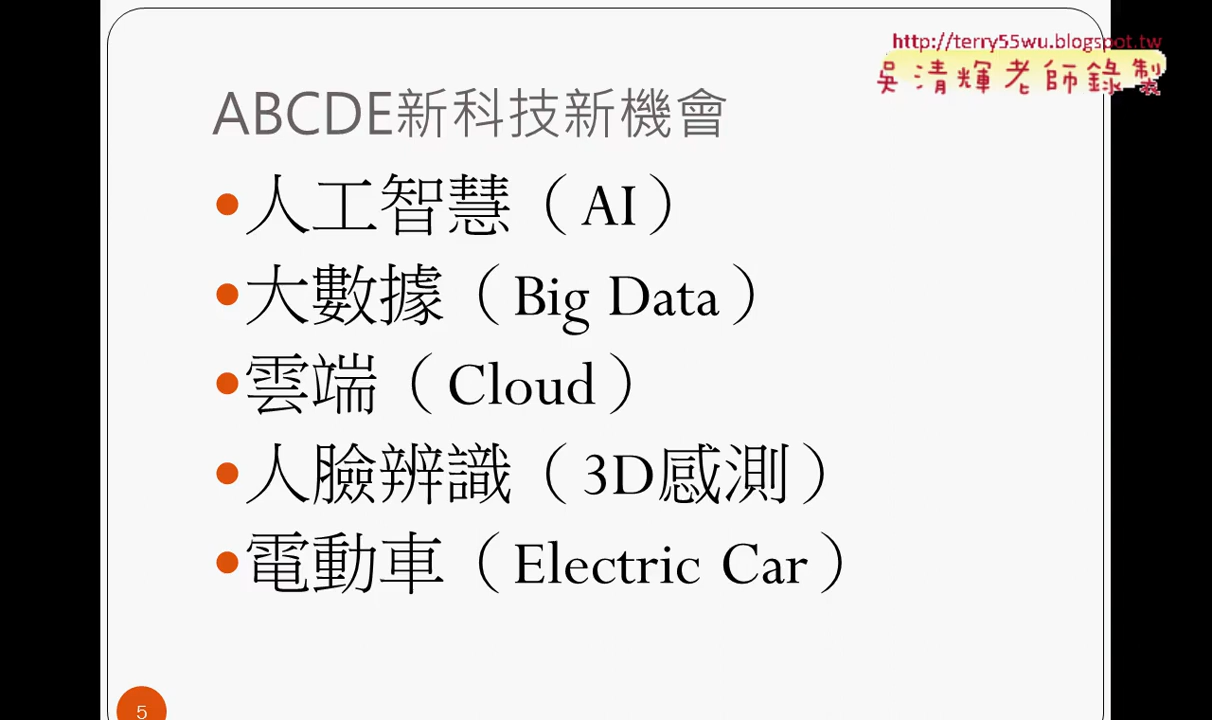 http://terry55wu.blogspot.tw
吳清輝老師錄製
ABCDE新科技新機會
•人工智慧（AI）
•大數據（Big Data）
•雲端（Cloud）
•人臉辨識（3D感測）
•電動車（Electric Car）
5